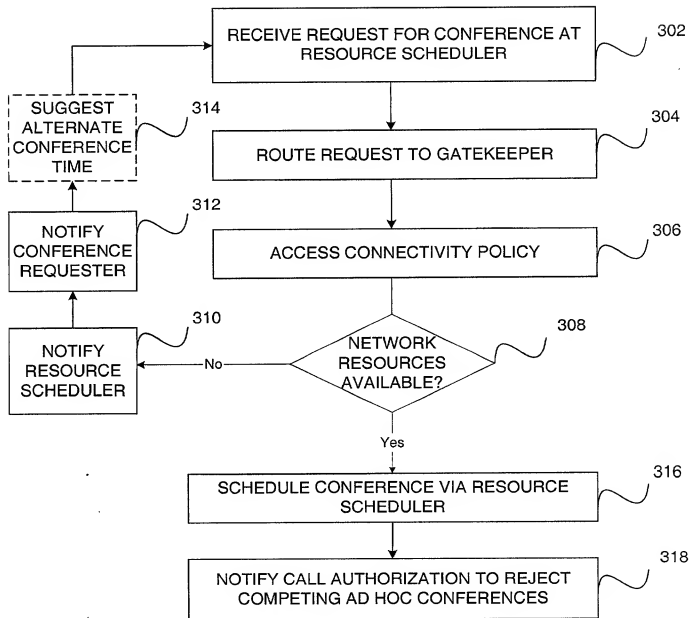 RECEIVE REQUEST FOR CONFERENCE AT
RESOURCE SCHEDULER
302
SUGGEST
ALTERNATE
CONFERENCE
TIME
314
ROUTE REQUEST TO GATEKEEPER
304
NOTIFY
CONFERENCE
REQUESTER
312
ACCESS CONNECTIVITY POLICY
306
NOTIFY
RESOURCE
SCHEDULER
310
No
NETWORK
RESOURCES
AVAILABLE?
308
Yes
SCHEDULE CONFERENCE VIA RESOURCE
SCHEDULER
316
NOTIFY CALL AUTHORIZATION TO REJECT
COMPETING AD HOC CONFERENCES
318